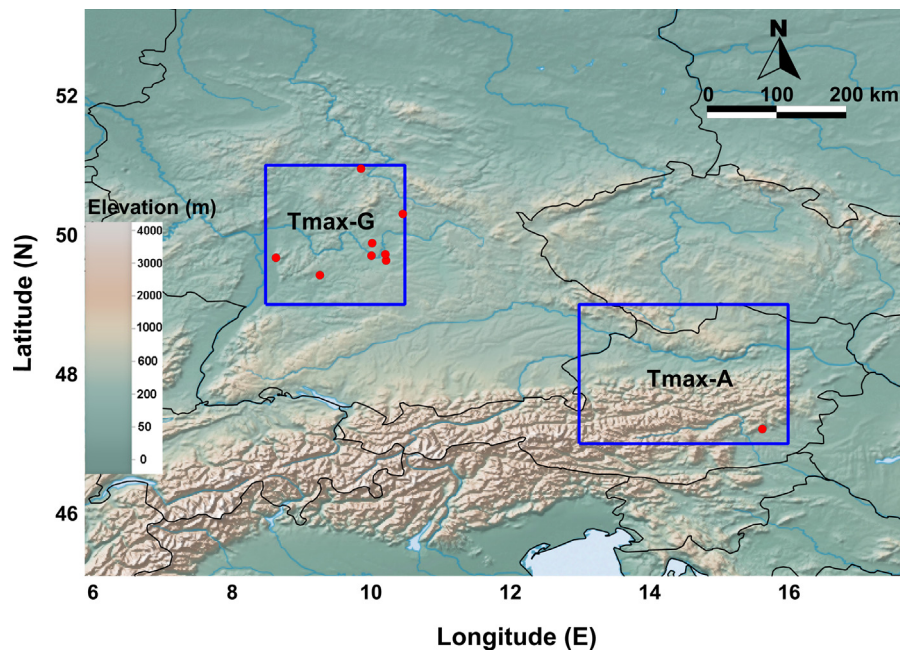 N
0 100 200 km
52
50
48
46
Latitude (N)
Elevation (m)
4000
3000
2000
1000
600
200
50
0
Tmax-G
Tmax-A
6 8 10 12 14 16
Longitude (E)